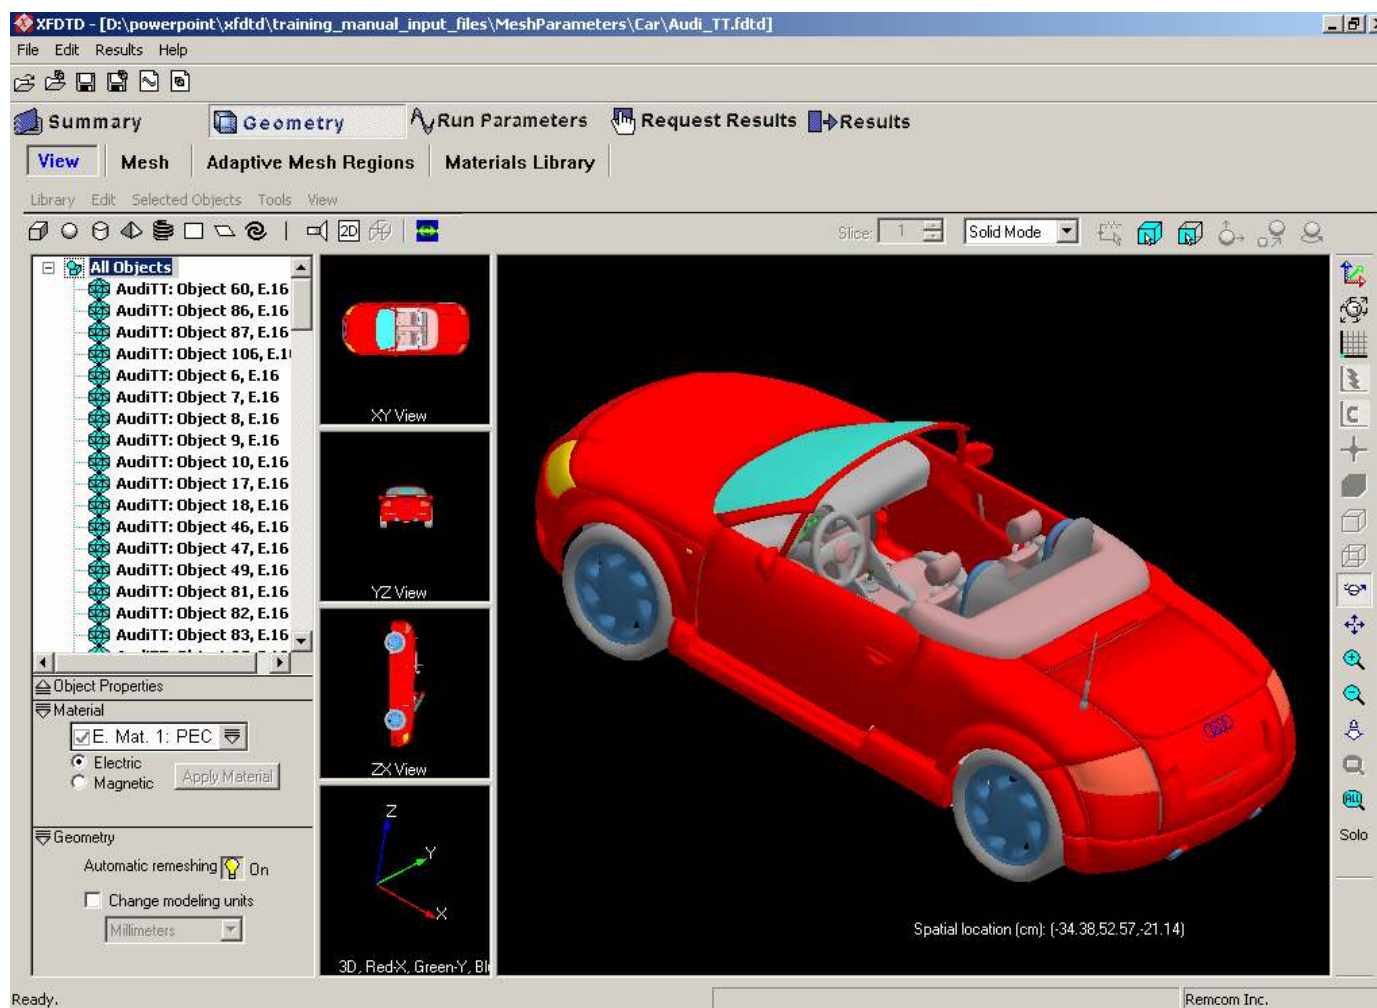 XFDTD - [D:\powerpoint\xfdtd\training_manual_input_files\MeshParameters\Car\Audi_TT.fdtd]
File Edit Results Help
Summary Geometry Run Parameters Request Results Results
View Mesh Adaptive Mesh Regions Materials Library
Library Edit Selected Objects Tools View
2D Slice: 1 Solid Mode
All Objects
AudiTT: Object 60, E.16
AudiTT: Object 86, E.16
AudiTT: Object 87, E.16
AudiTT: Object 106, E.1
AudiTT: Object 6, E.16
AudiTT: Object 7, E.16
AudiTT: Object 8, E.16
AudiTT: Object 9, E.16
AudiTT: Object 10, E.16
AudiTT: Object 17, E.16
AudiTT: Object 18, E.16
AudiTT: Object 46, E.16
AudiTT: Object 47, E.16
AudiTT: Object 49, E.16
AudiTT: Object 81, E.16
AudiTT: Object 82, E.16
AudiTT: Object 83, E.16
Object Properties
Material
E. Mat. 1: PEC
Electric
Magnetic
Apply Material
Geometry
Automatic remeshing On
Change modeling units
Millimeters
XY View
YZ View
ZX View
Z
Y
X
3D, Red-X, Green-Y, Bl
Spatial location (cm): (-34.38,52.57,-21.14)
C
ALL
Solo
Ready.
Remcom Inc.